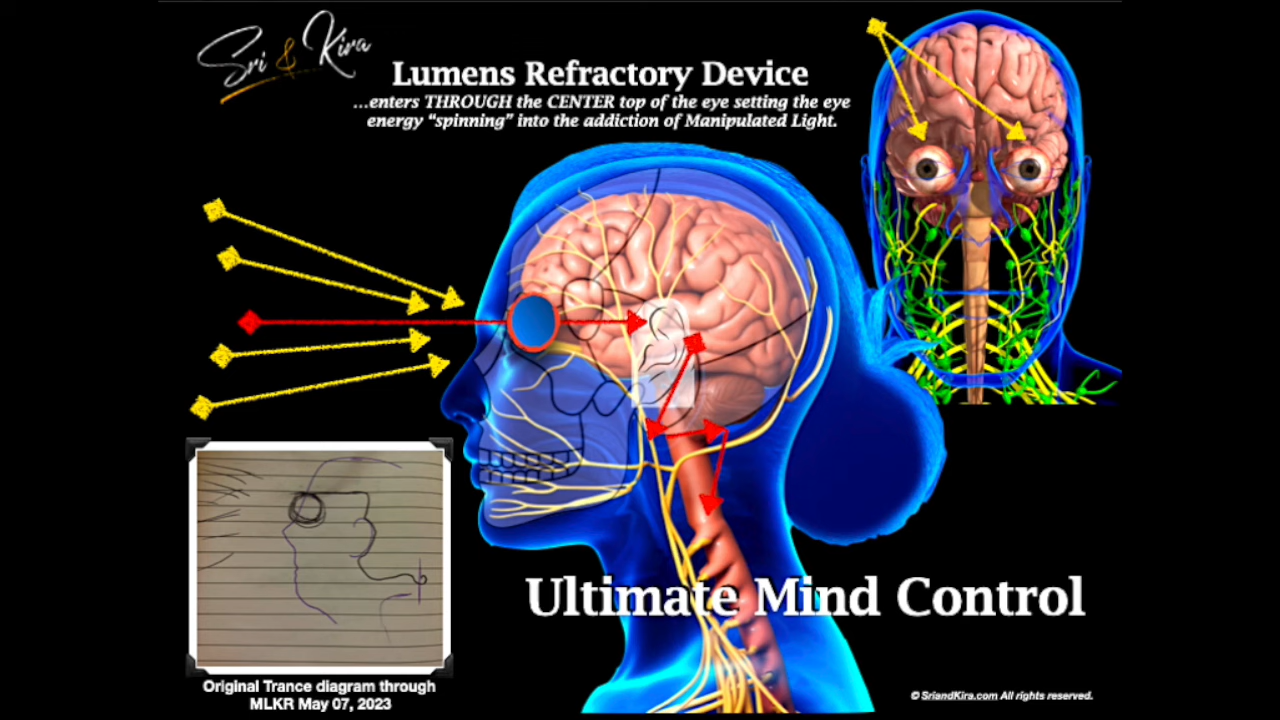 Sri & Kira
Lumens Refractory Device
...enters THROUGH the CENTER top of the eye setting the eye
energy “spinning” into the addiction of Manipulated Light.
Ultimate Mind Control
Original Trance diagram through
MLKR May 07, 2023
© SriandKira.com All rights reserved.